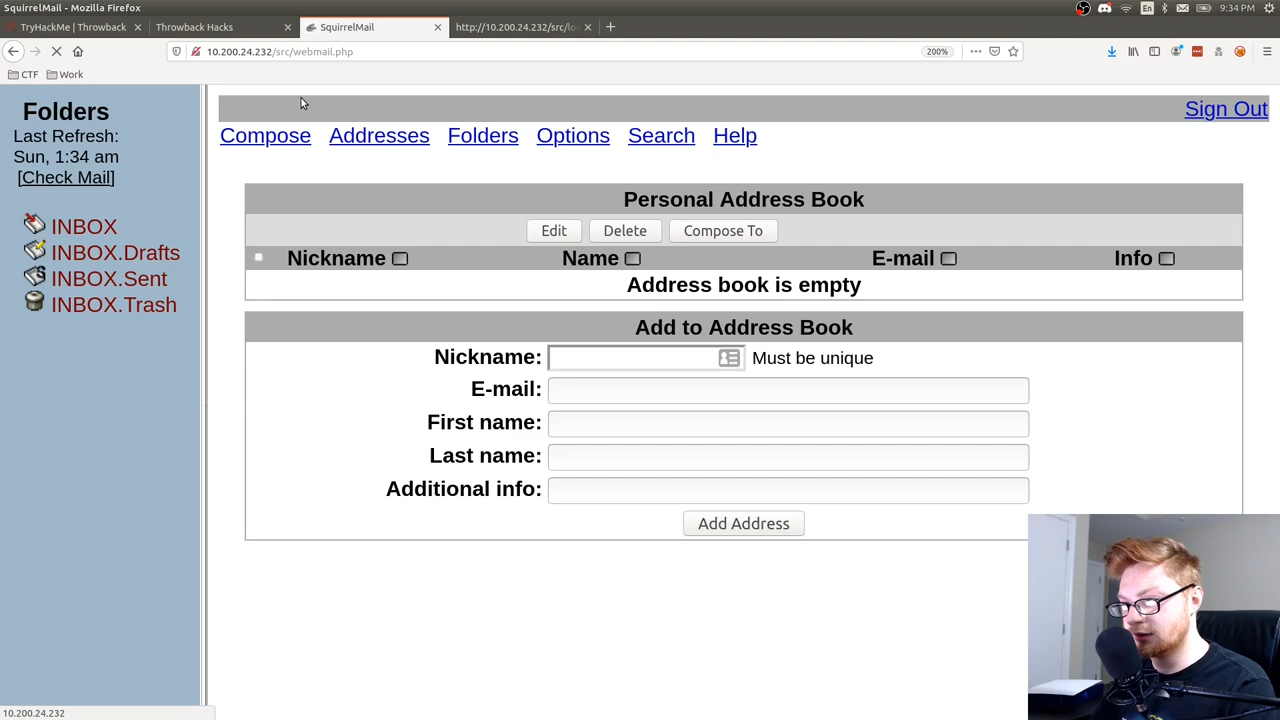 SquirrelMail - Mozilla Firefox
En
9:34 PM
TryHackMe | Throwback
Throwback Hacks
SquirrelMail
http://10.200.24.232/src/lo
10.200.24.232/src/webmail.php
200%
CTF
Work
Folders
Last Refresh:
Sun, 1:34 am
[Check Mail]
INBOX
INBOX.Drafts
INBOX.Sent
INBOX.Trash
Sign Out
Compose Addresses Folders Options Search Help
Personal Address Book
Edit Delete Compose To
Nickname Name E-mail Info
Address book is empty
Add to Address Book
Nickname: Must be unique
E-mail:
First name:
Last name:
Additional info:
Add Address
10.200.24.232